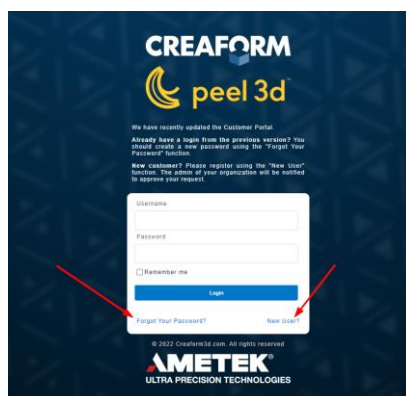 CREAFORM
peel 3d
We have recently updated the Customer Portal.
Already have a login from the previous version? You
should create a new password using the "Forgot Your
Password" function.
New customer? Please register using the "New User"
function. The admin of your organization will be notified
to approve your request.
Username
Password
Remember me
Login
Forgot Your Password?
New User?
© 2022 Creaform3d.com. All rights reserved
AMETEK®
ULTRA PRECISION TECHNOLOGIES